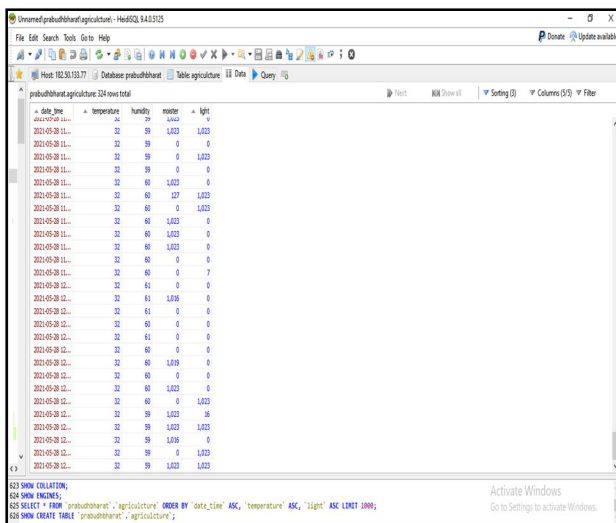 Unnamed\prabudhbharat\agriculcture\ - HeidiSQL 9.4.0.5125
File Edit Search Tools Go to Help
Donate Update available
Host: 182.50.133.77 Database: prabudhbharat Table: agriculcture Data Query
prabudhbharat.agriculcture: 324 rows total Next Show all Sorting (3) Columns (5/5) Filter
date_time temperature humidity moister light
2021-05-28 11... 32 59 1,023 0
2021-05-28 11... 32 59 1,023 1,023
2021-05-28 11... 32 59 0 0
2021-05-28 11... 32 59 0 1,023
2021-05-28 11... 32 59 0 0
2021-05-28 11... 32 60 1,023 0
2021-05-28 11... 32 60 127 1,023
2021-05-28 11... 32 60 0 1,023
2021-05-28 11... 32 60 1,023 0
2021-05-28 11... 32 60 1,023 0
2021-05-28 11... 32 60 1,023 0
2021-05-28 11... 32 60 0 0
2021-05-28 11... 32 60 0 7
2021-05-28 12... 32 61 0 0
2021-05-28 12... 32 61 1,016 0
2021-05-28 12... 32 61 0 0
2021-05-28 12... 32 60 0 0
2021-05-28 12... 32 61 0 0
2021-05-28 12... 32 60 0 0
2021-05-28 12... 32 60 1,019 0
2021-05-28 12... 32 60 0 0
2021-05-28 12... 32 60 1,023 0
2021-05-28 12... 32 60 0 1,023
2021-05-28 12... 32 59 1,023 16
2021-05-28 12... 32 59 1,023 1,023
2021-05-28 12... 32 59 1,016 0
2021-05-28 12... 32 59 0 1,023
2021-05-28 12... 32 59 1,023 1,023
623 SHOW COLLATION;
624 SHOW ENGINES;
625 SELECT * FROM `prabudhbharat`.`agriculcture` ORDER BY `date_time` ASC, `temperature` ASC, `light` ASC LIMIT 1000;
626 SHOW CREATE TABLE `prabudhbharat`.`agriculcture`;
Activate Windows
Go to Settings to activate Windows.